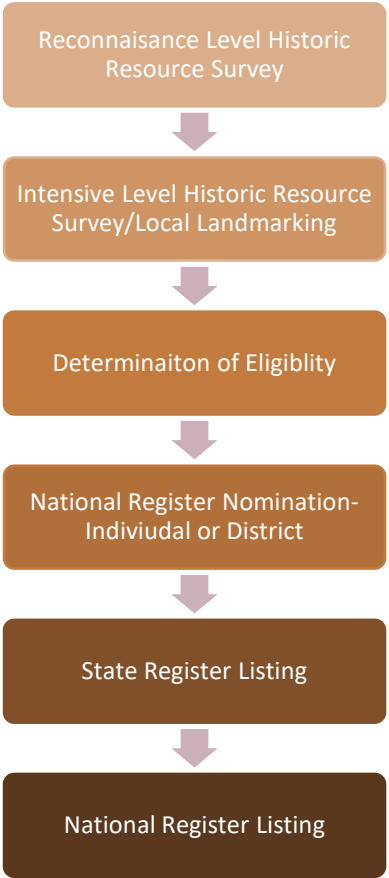 Reconnaisance Level Historic
Resource Survey
Intensive Level Historic Resource
Survey/Local Landmarking
Determinaiton of Eligiblity
National Register Nomination-
Indiviudal or District
State Register Listing
National Register Listing